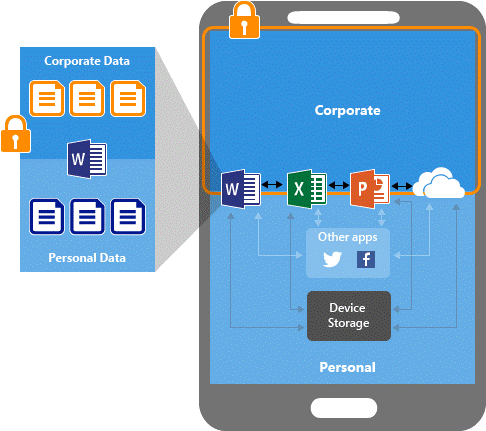 Corporate Data
W
Personal Data
Corporate
W
X
P
Other apps
f
Device
Storage
Personal